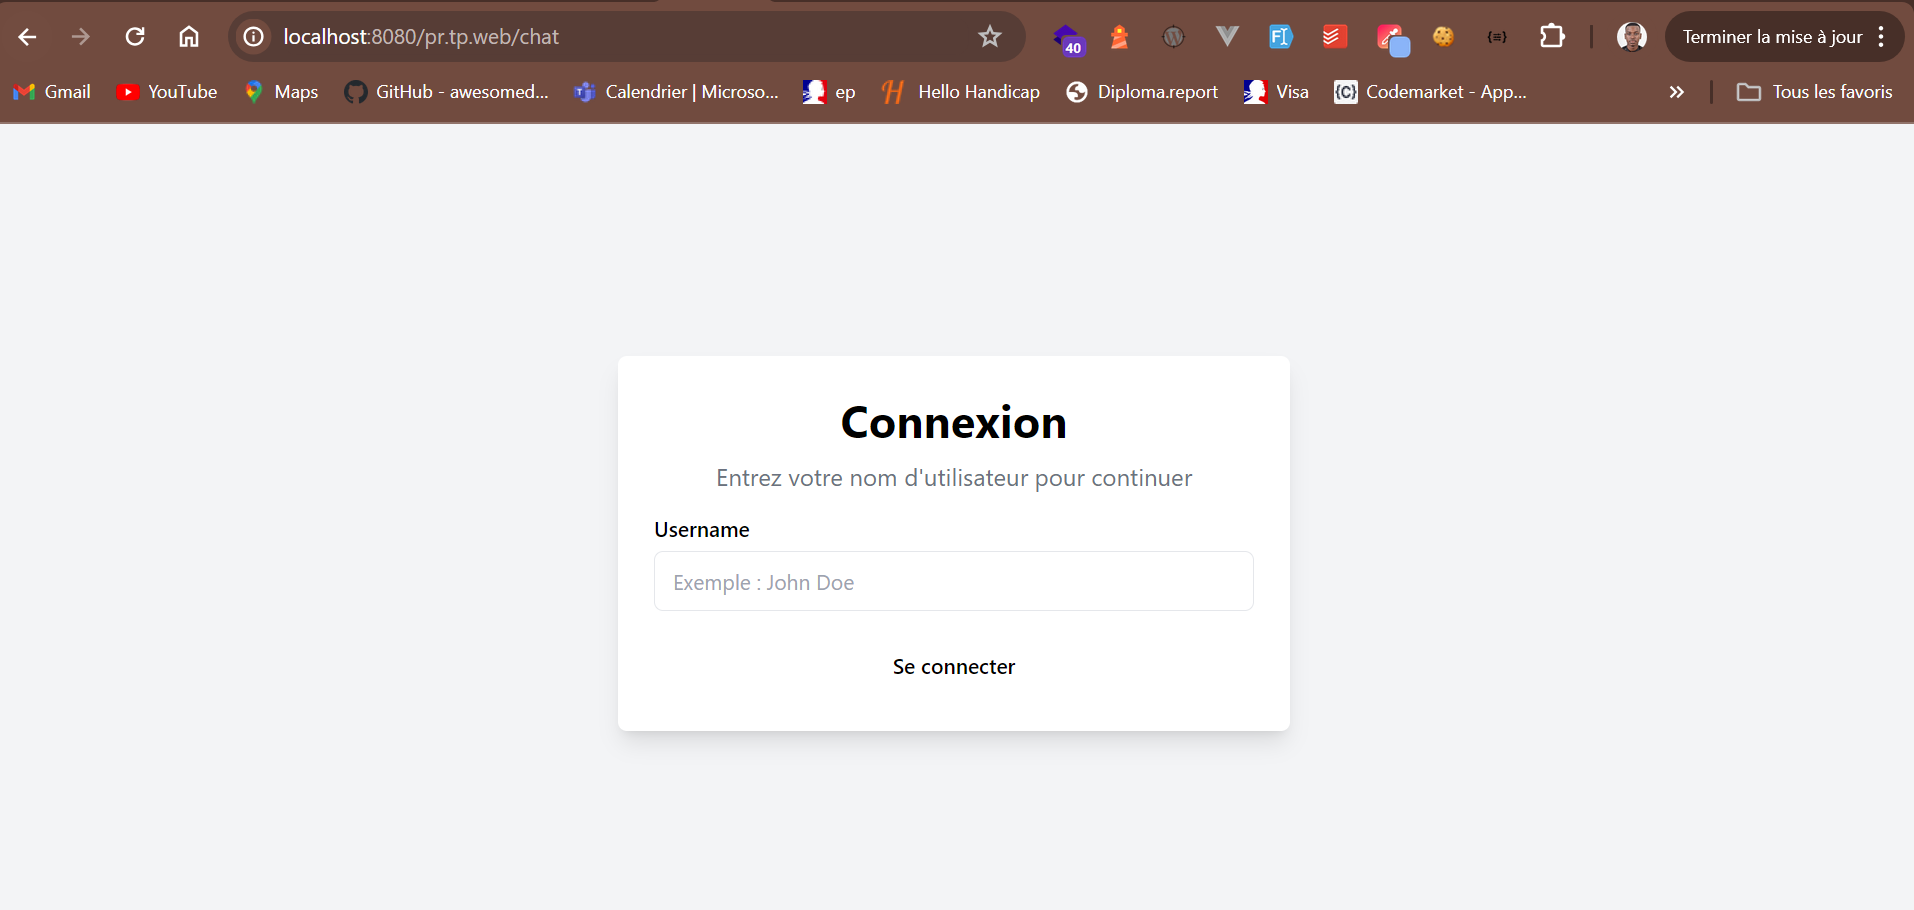 localhost:8080/pr.tp.web/chat
40
Terminer la mise à jour
Gmail
YouTube
Maps
GitHub - awesomed...
Calendrier | Microso...
ep
Hello Handicap
Diploma.report
Visa
Codemarket - App...
Tous les favoris
Connexion
Entrez votre nom d'utilisateur pour continuer
Username
Exemple : John Doe
Se connecter